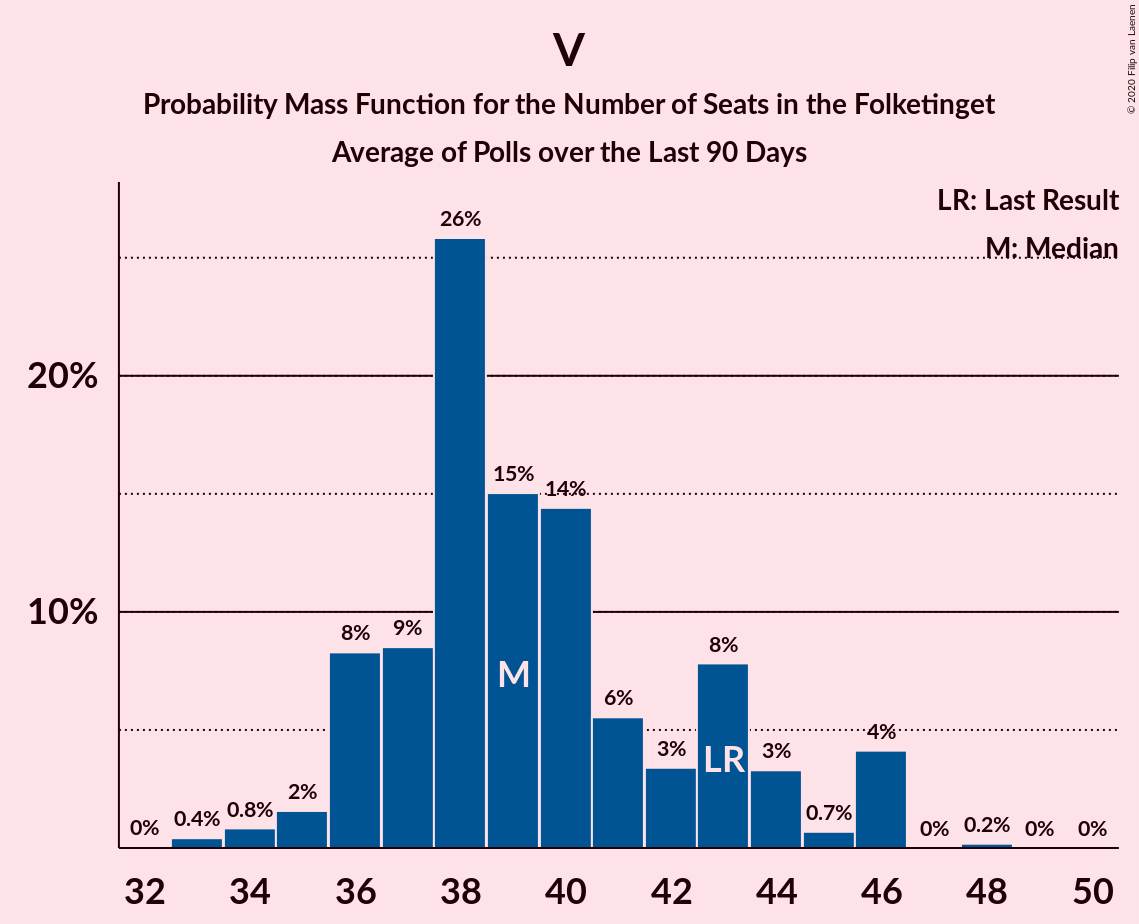 V
Probability Mass Function for the Number of Seats in the Folketinget
Average of Polls over the Last 90 Days
© 2020 Filip van Laenen
LR: Last Result
M: Median
20%
10%
0%
0.4%
0.8%
2%
8%
9%
26%
15%
14%
6%
3%
8%
3%
0.7%
4%
0%
0.2%
0%
0%
M
LR
32 34 36 38 40 42 44 46 48 50